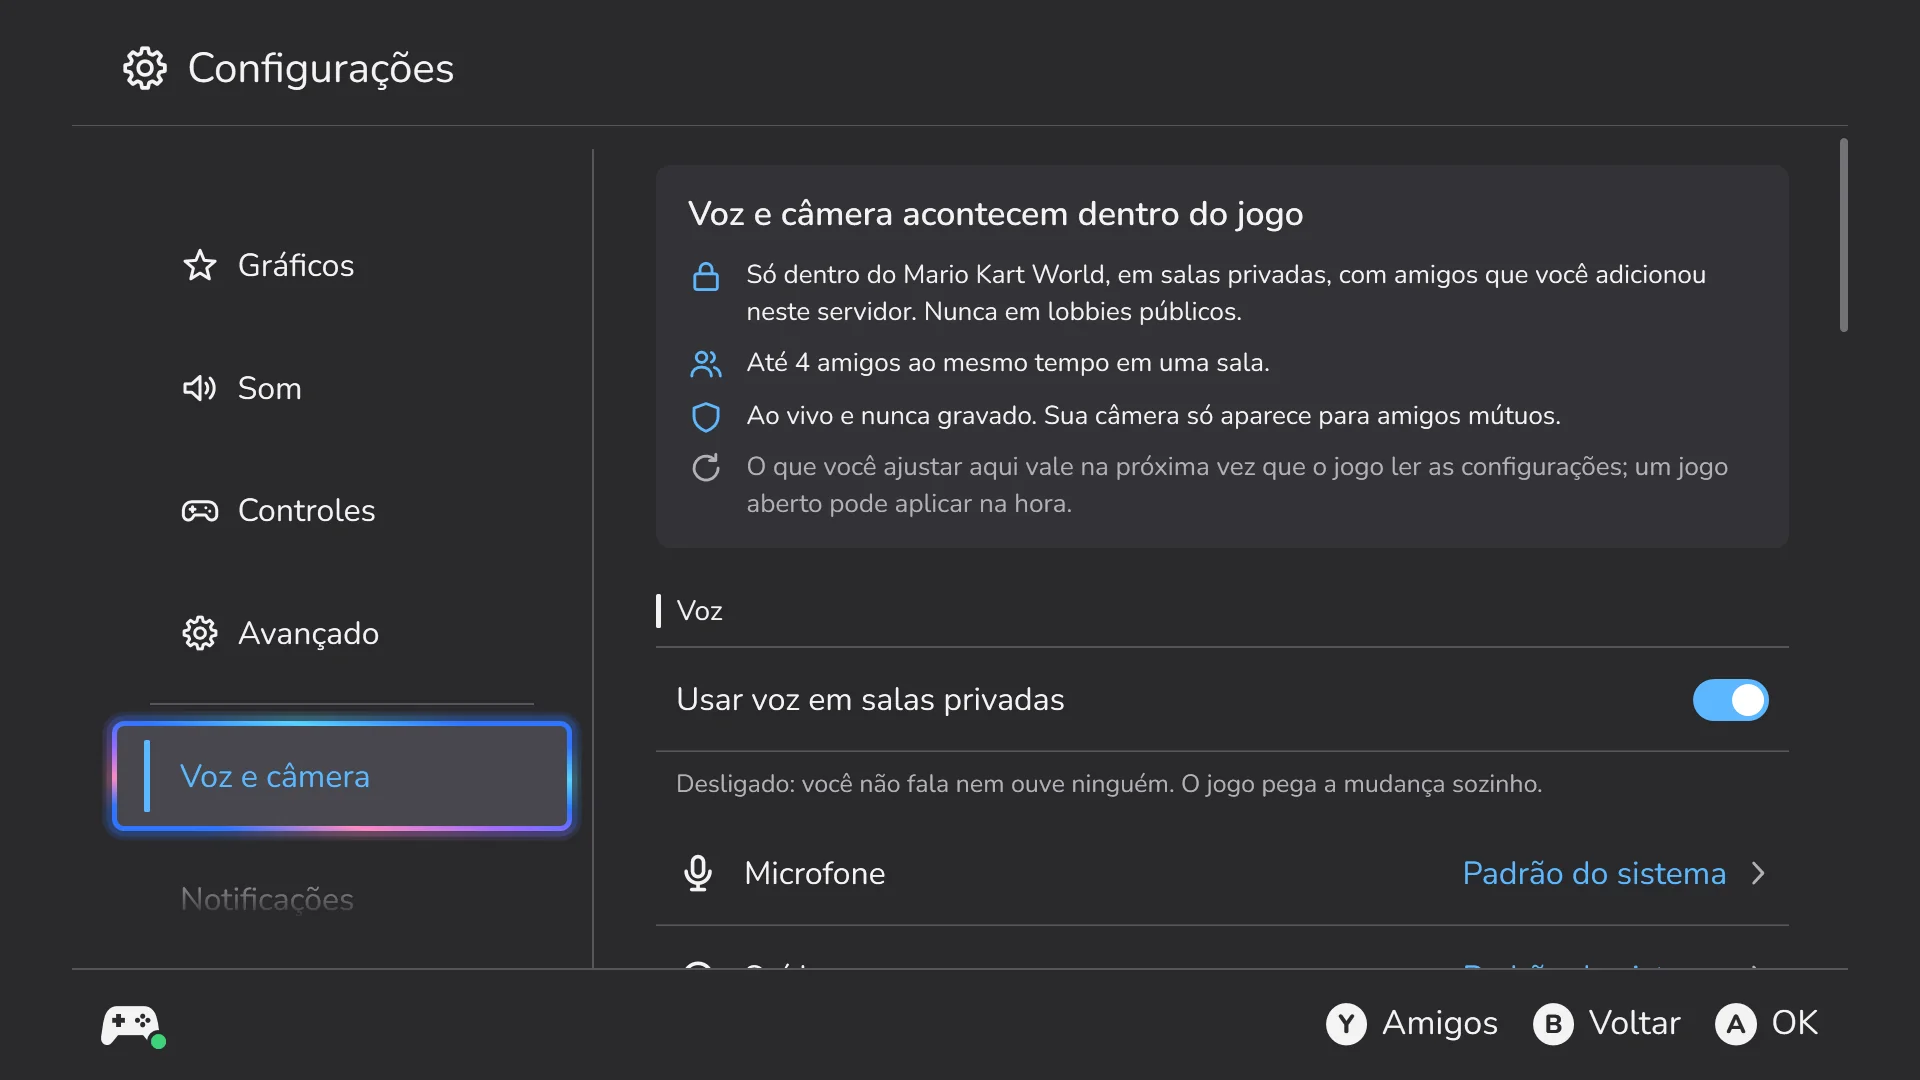 Configurações
Gráficos
Som
Controles
Avançado
Voz e câmera
Notificações
Voz e câmera acontecem dentro do jogo
Só dentro do Mario Kart World, em salas privadas, com amigos que você adicionou
neste servidor. Nunca em lobbies públicos.
Até 4 amigos ao mesmo tempo em uma sala.
Ao vivo e nunca gravado. Sua câmera só aparece para amigos mútuos.
O que você ajustar aqui vale na próxima vez que o jogo ler as configurações; um jogo
aberto pode aplicar na hora.
Voz
Usar voz em salas privadas
Desligado: você não fala nem ouve ninguém. O jogo pega a mudança sozinho.
Microfone Padrão do sistema
Y Amigos B Voltar A OK